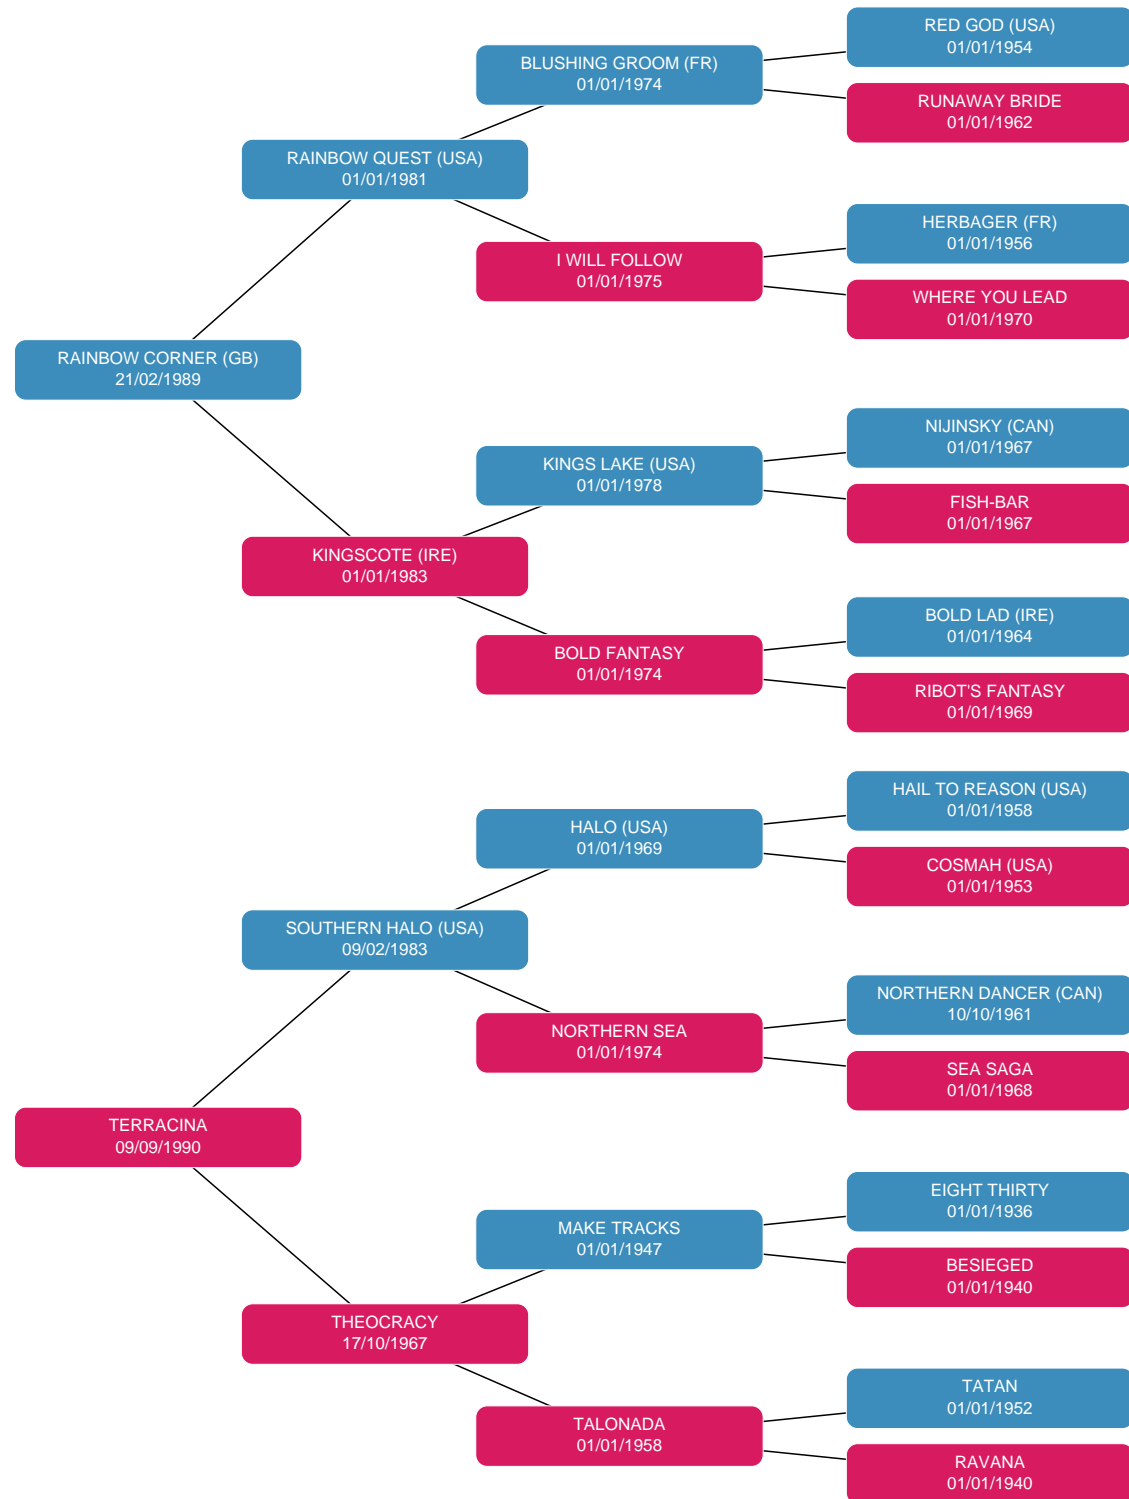 RED GOD (USA)
01/01/1954
BLUSHING GROOM (FR)
01/01/1974
RUNAWAY BRIDE
01/01/1962
RAINBOW QUEST (USA)
01/01/1981
HERBAGER (FR)
01/01/1956
I WILL FOLLOW
01/01/1975
WHERE YOU LEAD
01/01/1970
RAINBOW CORNER (GB)
21/02/1989
NIJINSKY (CAN)
01/01/1967
KINGS LAKE (USA)
01/01/1978
FISH-BAR
01/01/1967
KINGSCOTE (IRE)
01/01/1983
BOLD LAD (IRE)
01/01/1964
BOLD FANTASY
01/01/1974
RIBOT'S FANTASY
01/01/1969
HAIL TO REASON (USA)
01/01/1958
HALO (USA)
01/01/1969
COSMAH (USA)
01/01/1953
SOUTHERN HALO (USA)
09/02/1983
NORTHERN DANCER (CAN)
10/10/1961
NORTHERN SEA
01/01/1974
SEA SAGA
01/01/1968
TERRACINA
09/09/1990
EIGHT THIRTY
01/01/1936
MAKE TRACKS
01/01/1947
BESIEGED
01/01/1940
THEOCRACY
17/10/1967
TATAN
01/01/1952
TALONADA
01/01/1958
RAVANA
01/01/1940